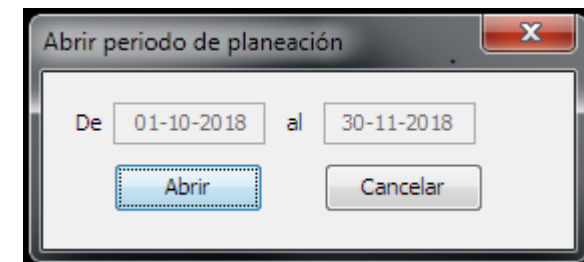 Abrir periodo de planeación
De 01-10-2018 al 30-11-2018
Abrir Cancelar